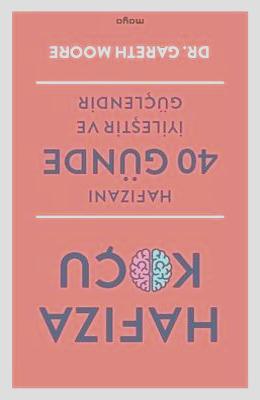 HAFIZA
KOÇU
HAFIZANI
40 GÜNDE
İYİLEŞTİR VE
GÜÇLENDİR
DR. GARETH MOORE
maya